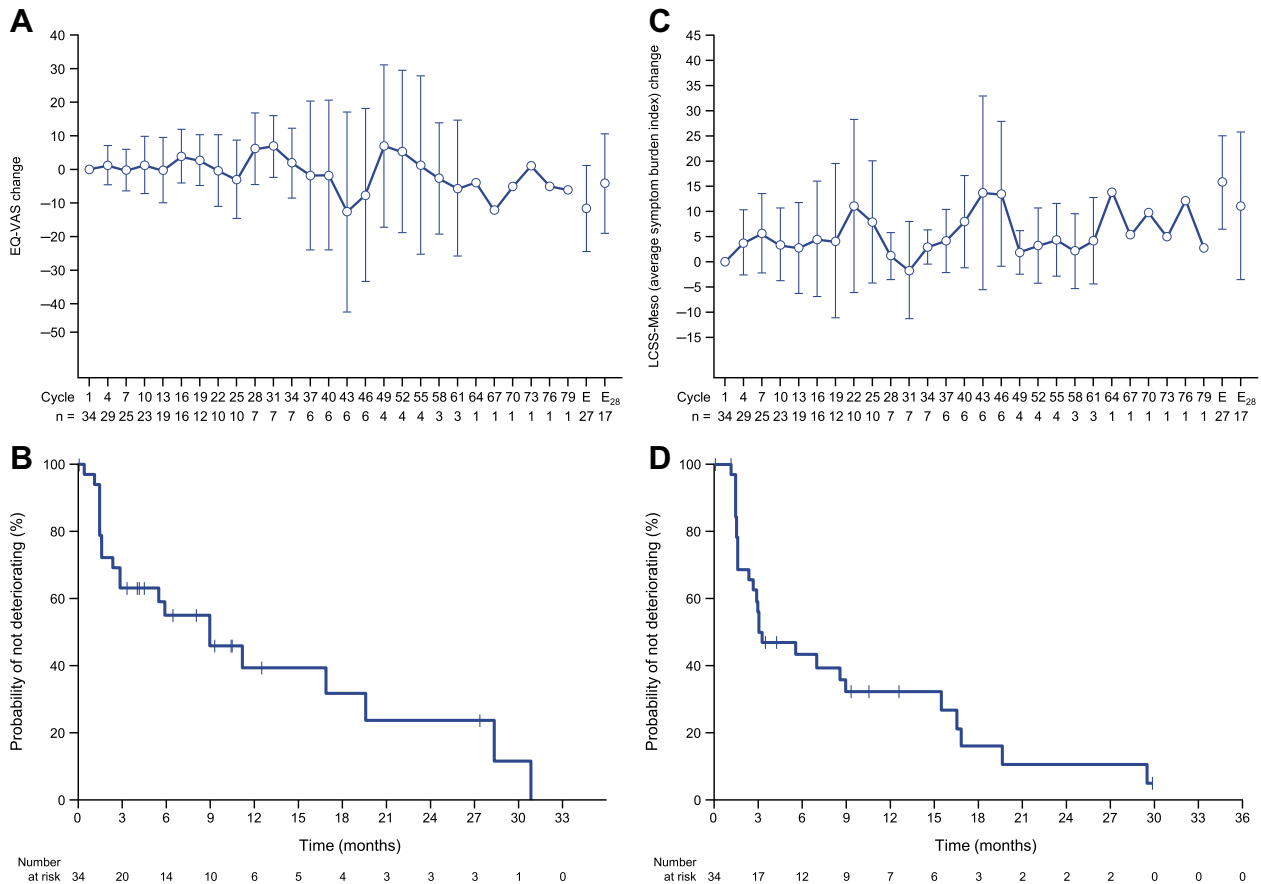 A
EQ-VAS change
40
30
20
10
0
–10
–20
–30
–40
–50
Cycle 1 4 7 10 13 16 19 22 25 28 31 34 37 40 43 46 49 52 55 58 61 64 67 70 73 76 79 E E28
n = 34 29 25 23 19 16 12 10 10 7 7 7 6 6 6 6 4 4 4 3 3 1 1 1 1 1 1 27 17
C
LCSS-Meso (average symptom burden index) change
45
40
35
30
25
20
15
10
5
0
–5
–10
–15
Cycle 1 4 7 10 13 16 19 22 25 28 31 34 37 40 43 46 49 52 55 58 61 64 67 70 73 76 79 E E28
n = 34 29 25 23 19 16 12 10 10 7 7 7 6 6 6 6 4 4 4 3 3 1 1 1 1 1 1 27 17
B
Probability of not deteriorating (%)
100
80
60
40
20
0
0 3 6 9 12 15 18 21 24 27 30 33
Time (months)
Number
at risk 34 20 14 10 6 5 4 3 3 3 1 0
D
Probability of not deteriorating (%)
100
80
60
40
20
0
0 3 6 9 12 15 18 21 24 27 30 33 36
Time (months)
Number
at risk 34 17 12 9 7 6 3 2 2 2 0 0 0